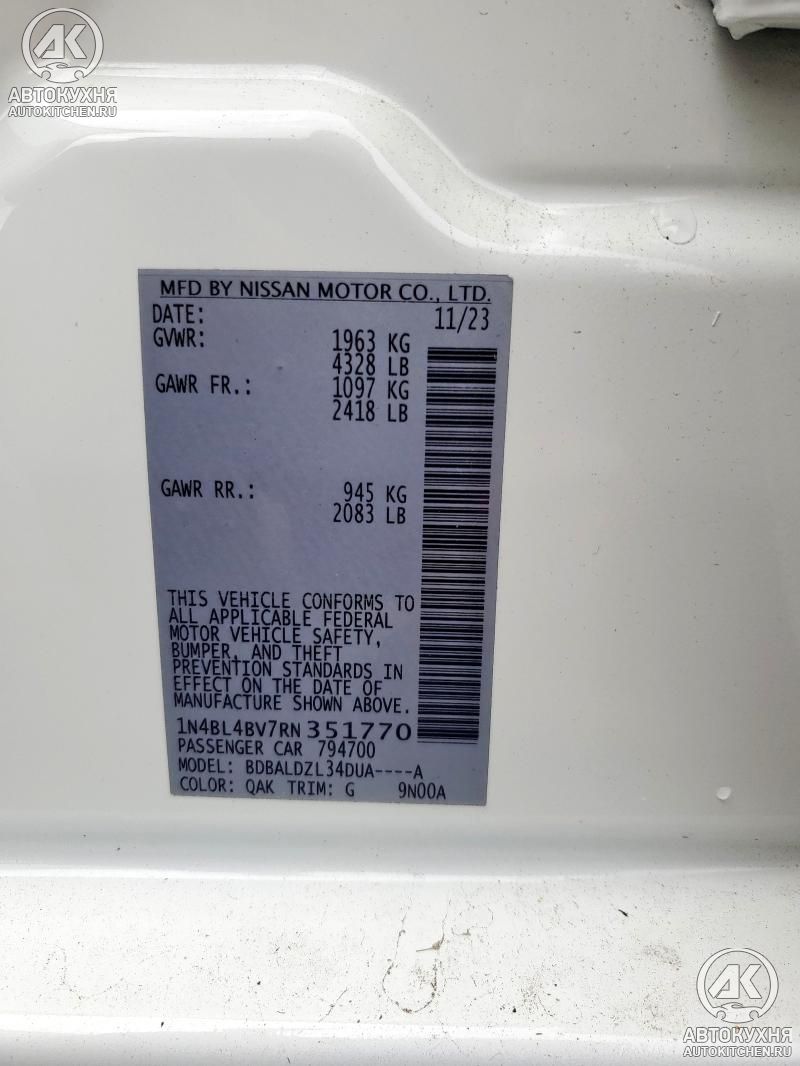 АК
АВТОКУХНЯ
AUTOKITCHEN.RU
MFD BY NISSAN MOTOR CO., LTD.
DATE: 11/23
GVWR: 1963 KG
4328 LB
GAWR FR.: 1097 KG
2418 LB
GAWR RR.: 945 KG
2083 LB
THIS VEHICLE CONFORMS TO
ALL APPLICABLE FEDERAL
MOTOR VEHICLE SAFETY,
BUMPER, AND THEFT
PREVENTION STANDARDS IN
EFFECT ON THE DATE OF
MANUFACTURE SHOWN ABOVE.
1N4BL4BV7RN351770
PASSENGER CAR 794700
MODEL: BDBALDZL34DUA----A
COLOR: QAK TRIM: G 9N00A
АК
АВТОКУХНЯ
AUTOKITCHEN.RU